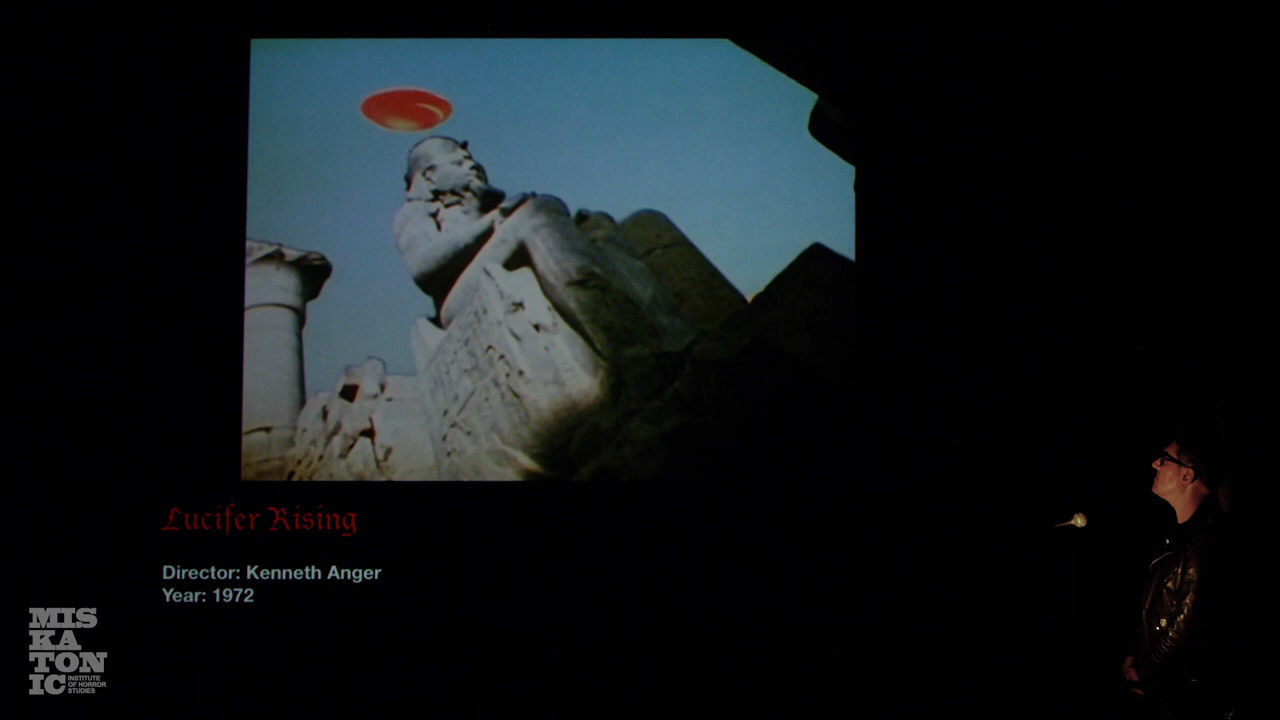 Lucifer Rising
Director: Kenneth Anger
Year: 1972
MIS
KA
TON
IC
INSTITUTE
OF HORROR
STUDIES